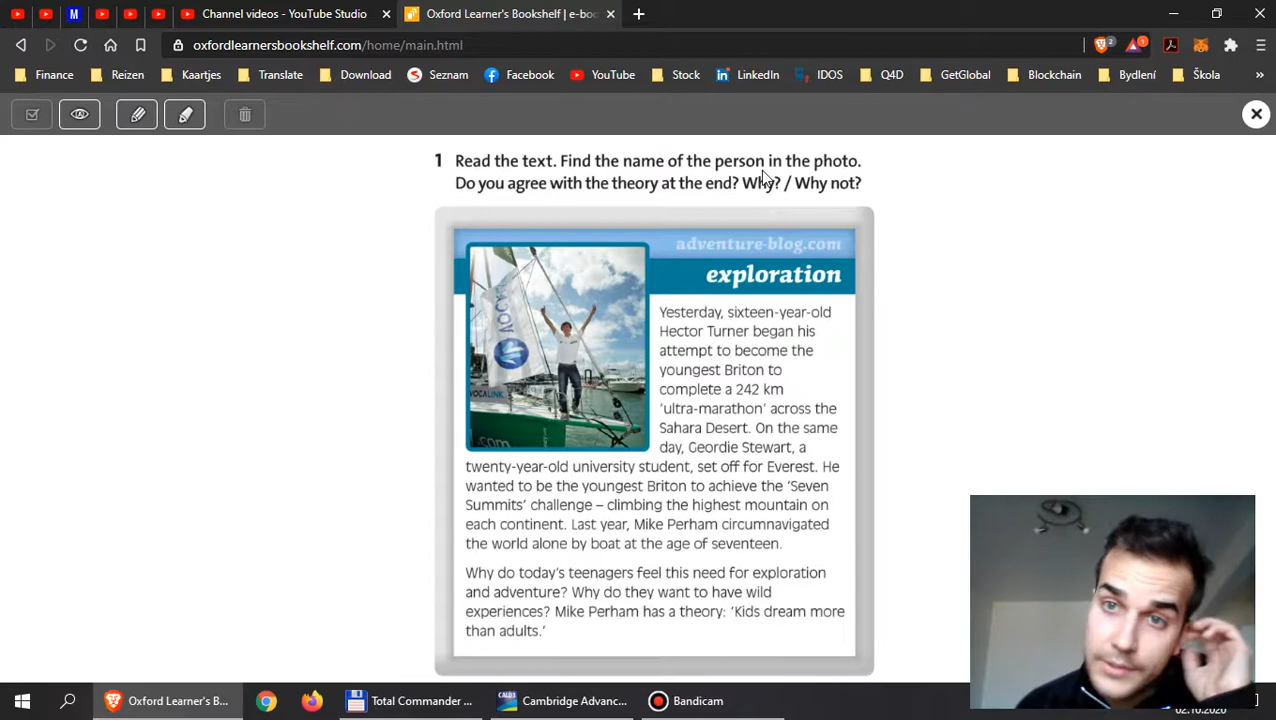 Channel videos - YouTube Studio
Oxford Learner's Bookshelf | e-boo
oxfordlearnersbookshelf.com/home/main.html
2
1
Finance
Reizen
Kaartjes
Translate
Download
Seznam
Facebook
YouTube
Stock
LinkedIn
IDOS
Q4D
GetGlobal
Blockchain
Bydlení
Škola
1 Read the text. Find the name of the person in the photo.
Do you agree with the theory at the end? Why? / Why not?
adventure-blog.com
exploration
VOCALINK
.com
Yesterday, sixteen-year-old
Hector Turner began his
attempt to become the
youngest Briton to
complete a 242 km
'ultra-marathon' across the
Sahara Desert. On the same
day, Geordie Stewart, a
twenty-year-old university student, set off for Everest. He
wanted to be the youngest Briton to achieve the 'Seven
Summits' challenge – climbing the highest mountain on
each continent. Last year, Mike Perham circumnavigated
the world alone by boat at the age of seventeen.
Why do today's teenagers feel this need for exploration
and adventure? Why do they want to have wild
experiences? Mike Perham has a theory: 'Kids dream more
than adults.'
Oxford Learner's B...
Total Commander ...
CALD3
Cambridge Advanc...
Bandicam
02.10.2020